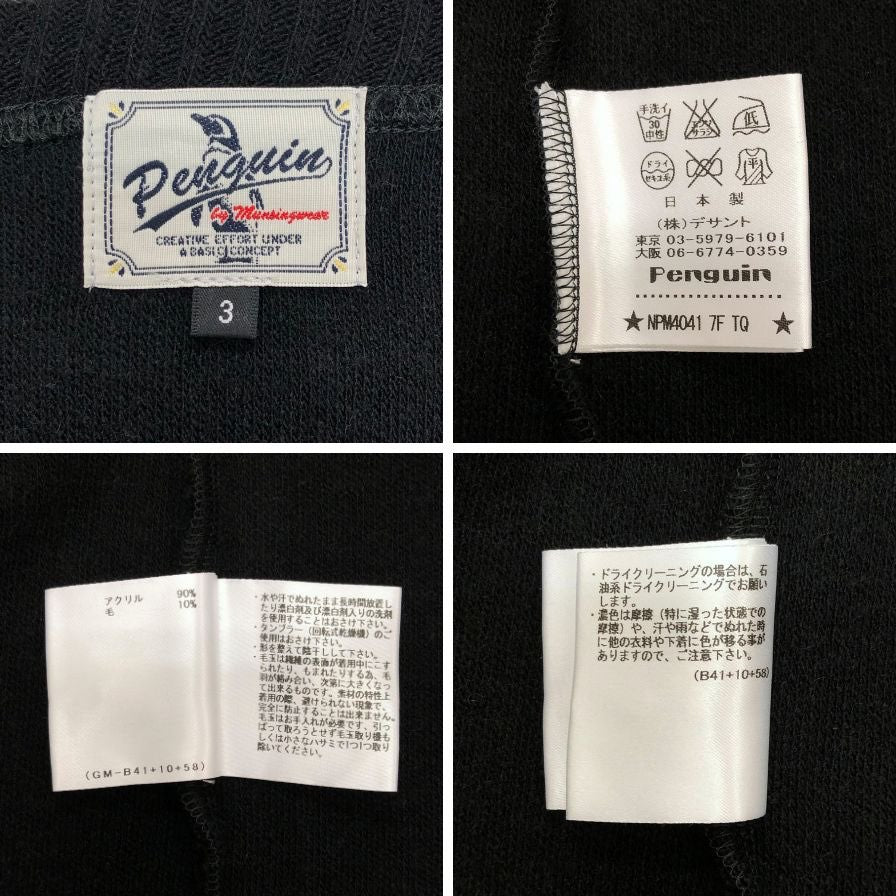 Penguin
by Munsingwear
CREATIVE EFFORT UNDER
A BASIC CONCEPT
3
手洗イ
30
中性
エンソ
サラシ
低
ドライ
セキユ系
平
日本製
(株)デサント
東京 03-5979-6101
大阪 06-6774-0359
Penguin
★ NPM4041 7F TQ ★
アクリル 90%
毛 10%
(GM-B41+10+58)
・水や汗でぬれたまま長時間放置し
たり漂白剤及び漂白剤入りの洗剤
を使用することはおさけ下さい。
・タンブラー(回転式乾燥機)のご
使用はおさけ下さい。
・形を整えて陰干しして下さい。
・毛玉は繊維の表面が着用中にこす
られたり、もまれたりする為、毛
羽が絡み合い、次第に大きくなっ
て出来るものです。素材の特性上
着用の際、避けられない現象で、
完全に防止することは出来ません。
毛玉はお手入れが必要です、引っ
ぱって取ろうとせず毛玉取り機も
しくは小さなハサミで1つ1つ取り
除いてください。
・ドライクリーニングの場合は、石
油系ドライクリーニングでお願い
します。
・濃色は摩擦(特に湿った状態での
摩擦)や、汗や雨などでぬれた時
に他の衣料や下着に色が移る事が
ありますので、ご注意下さい。
(B41+10+58)